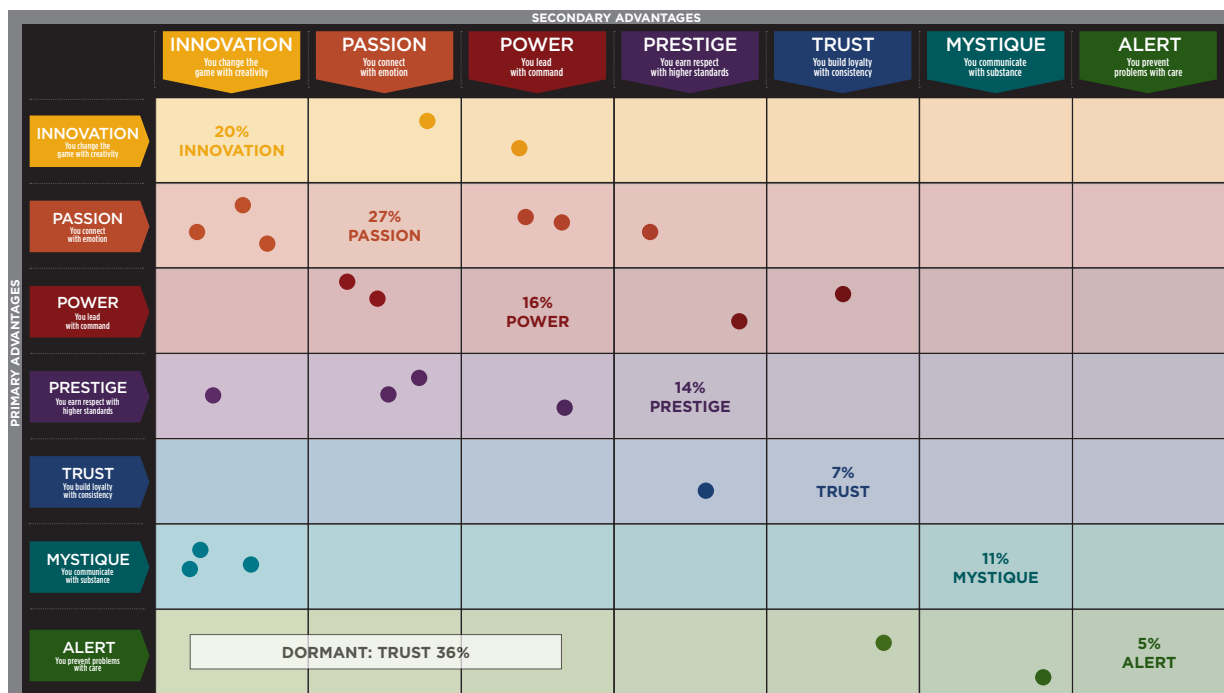 SECONDARY ADVANTAGES
INNOVATION
You change the
game with creativity
PASSION
You connect
with emotion
POWER
You lead
with command
PRESTIGE
You earn respect
with higher standards
TRUST
You build loyalty
with consistency
MYSTIQUE
You communicate
with substance
ALERT
You prevent
problems with care
PRIMARY ADVANTAGES
INNOVATION
You change the
game with creativity
20%
INNOVATION
PASSION
You connect
with emotion
27%
PASSION
POWER
You lead
with command
16%
POWER
PRESTIGE
You earn respect with
higher standards
14%
PRESTIGE
TRUST
You build loyalty
with consistency
7%
TRUST
MYSTIQUE
You communicate
with substance
11%
MYSTIQUE
ALERT
You prevent problems
with care
DORMANT: TRUST 36%
5%
ALERT